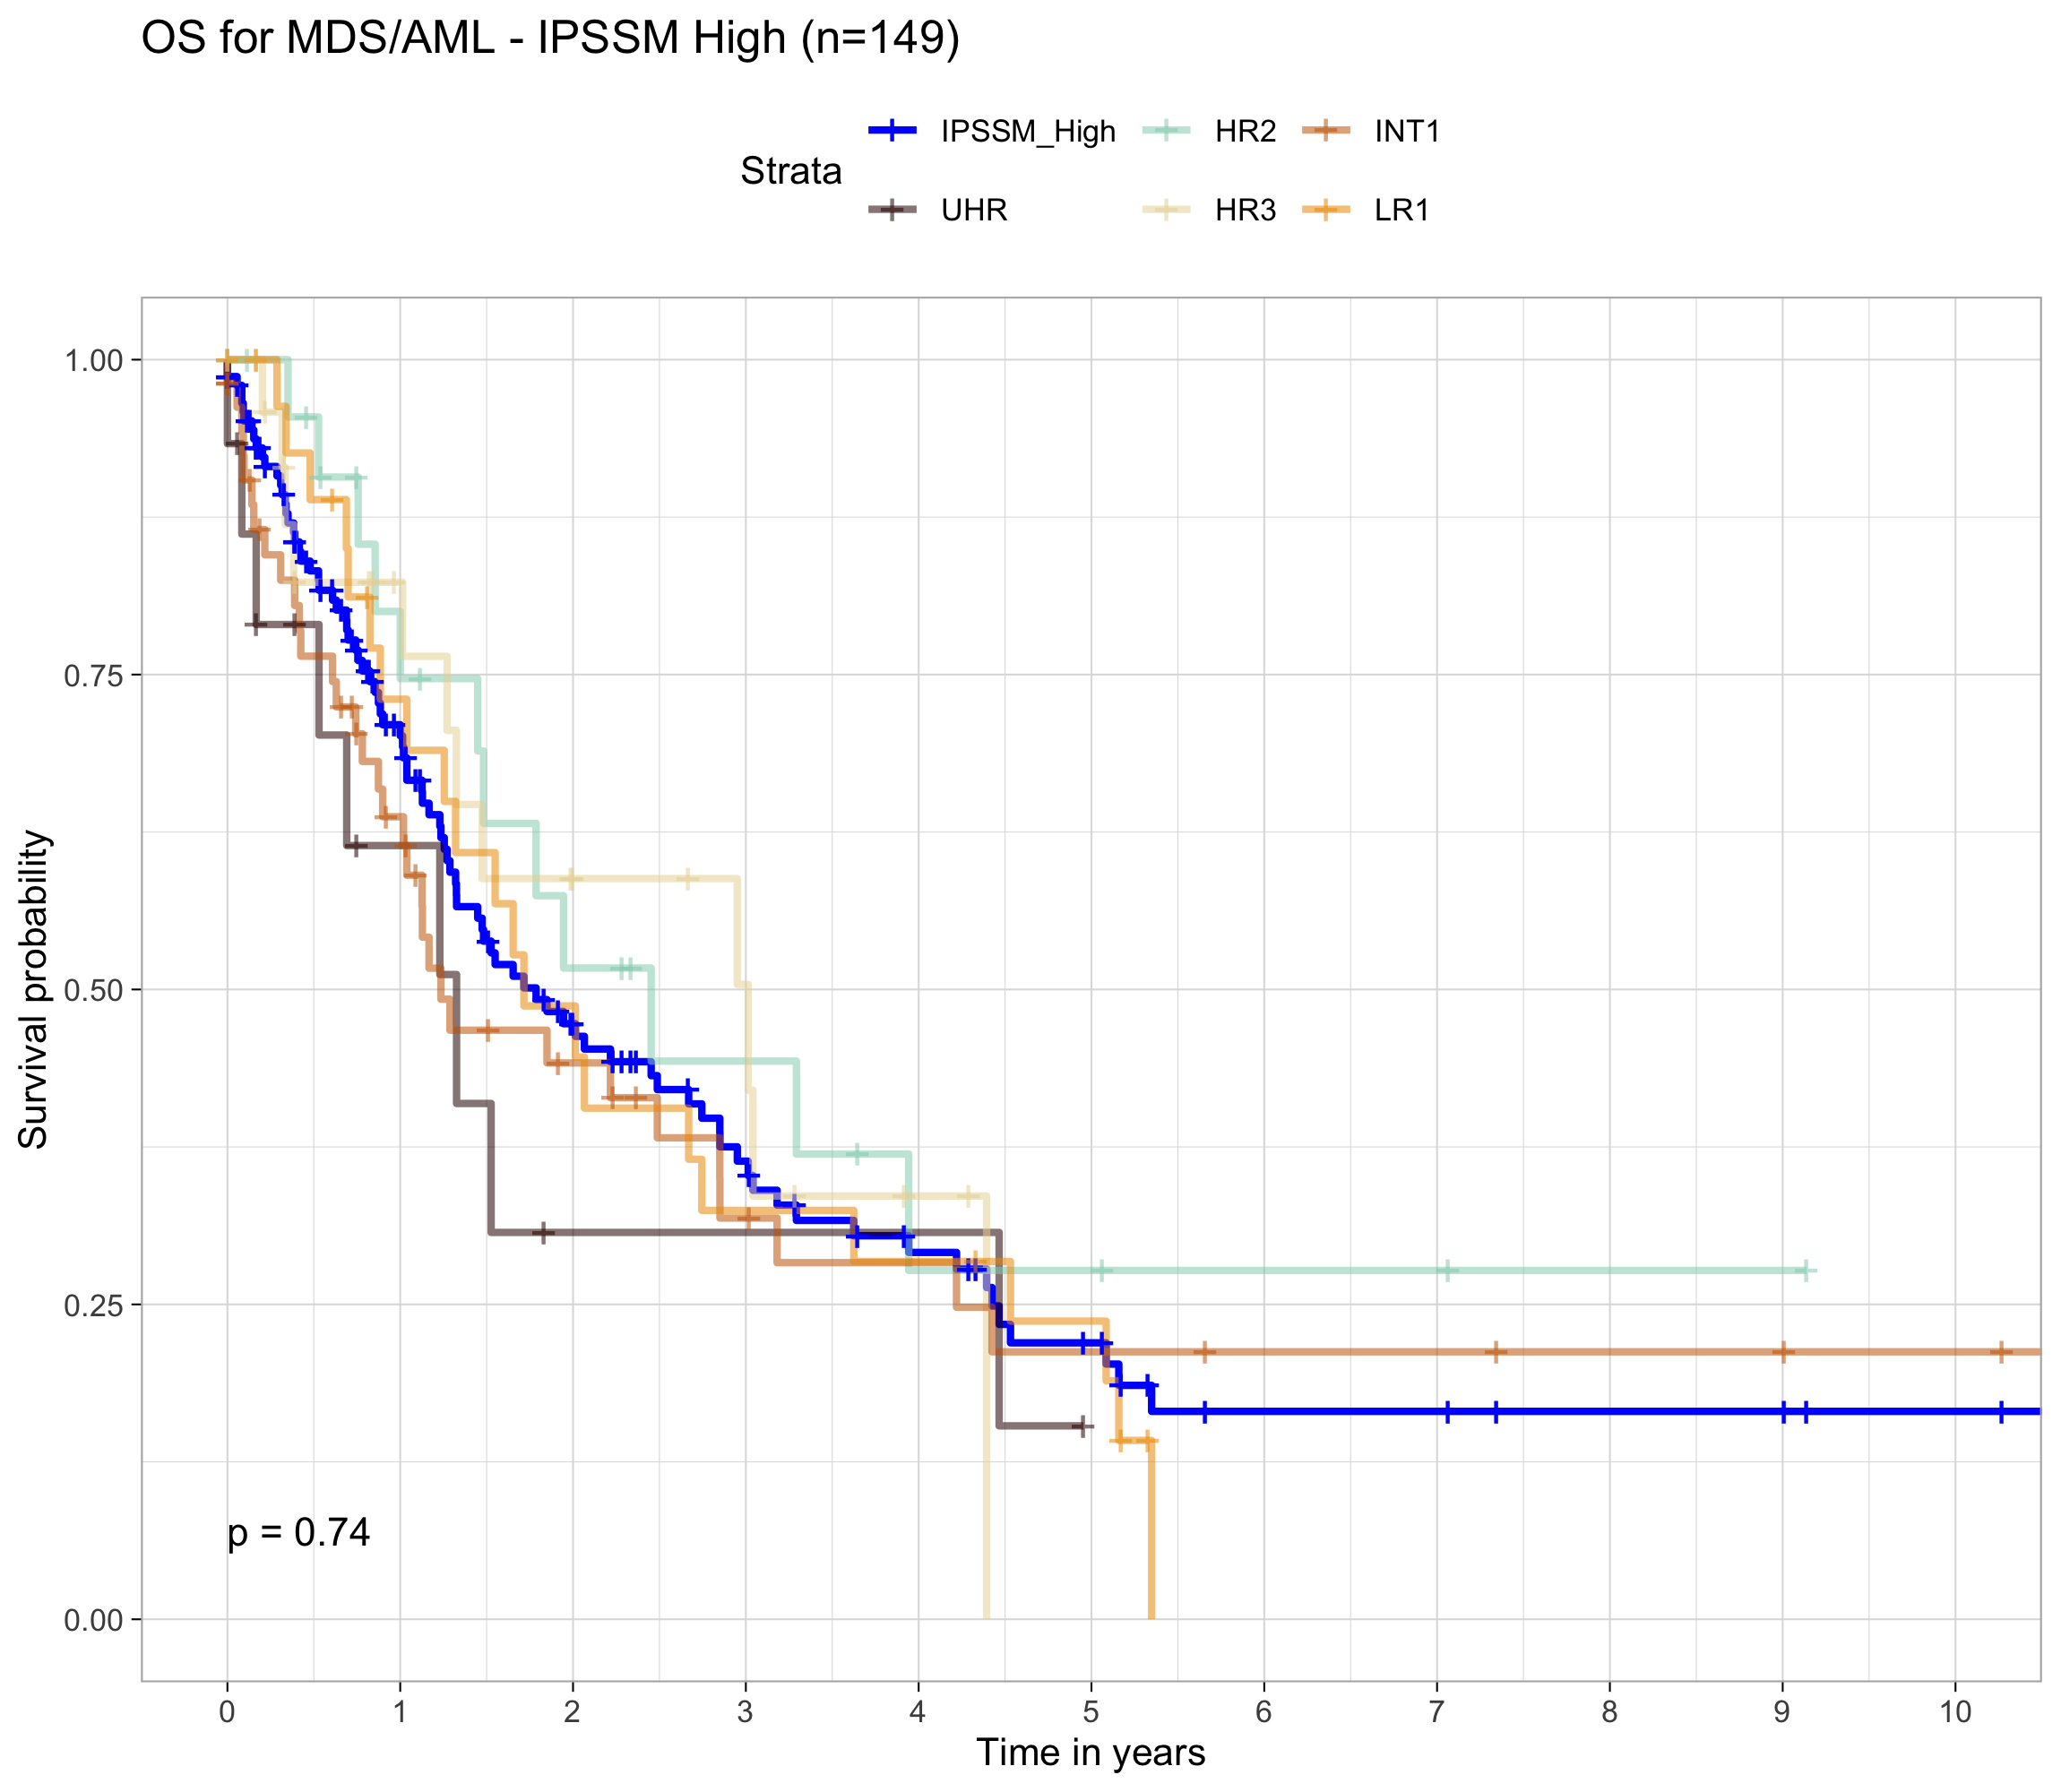 OS for MDS/AML - IPSSM High (n=149)
Strata
IPSSM_High HR2 INT1
UHR HR3 LR1
Survival probability
1.00
0.75
0.50
0.25
0.00
p = 0.74
0 1 2 3 4 5 6 7 8 9 10
Time in years